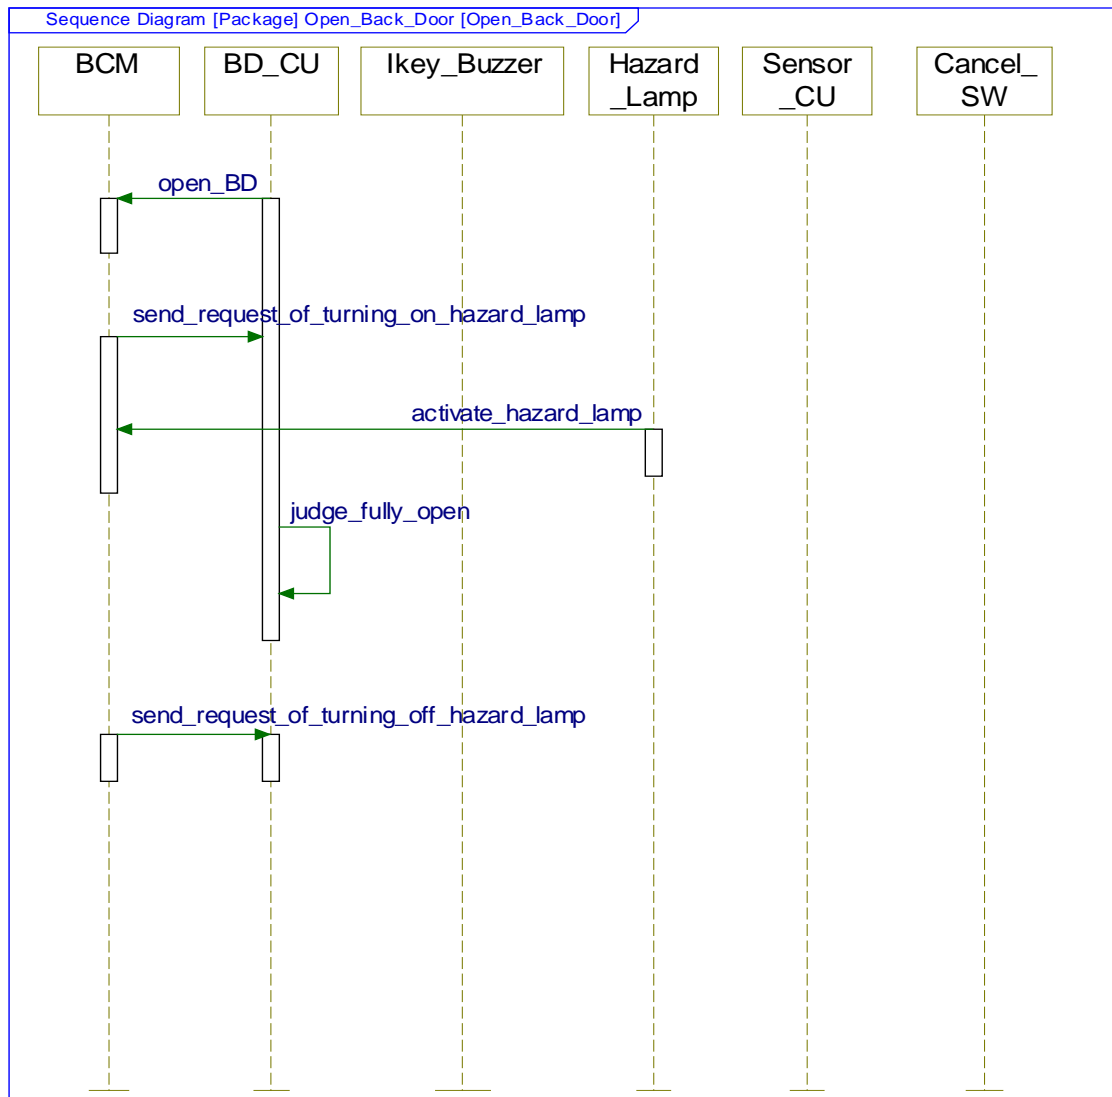 Sequence Diagram [Package] Open_Back_Door [Open_Back_Door]
BCM
BD_CU
Ikey_Buzzer
Hazard
_Lamp
Sensor
_CU
Cancel_
SW
open_BD
send_request_of_turning_on_hazard_lamp
activate_hazard_lamp
judge_fully_open
send_request_of_turning_off_hazard_lamp